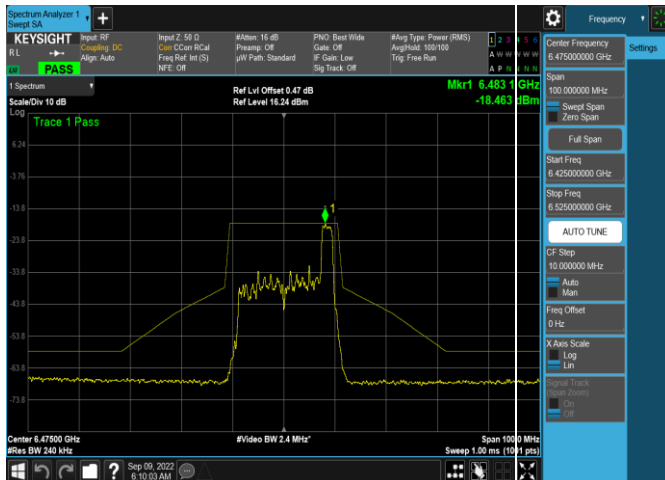 Spectrum Analyzer 1
Swept SA
Frequency
KEYSIGHT
Input: RF
Coupling: DC
Align: Auto
Input Z: 50 Ω
Corr CCorr RCal
Freq Ref: Int (S)
NFE: Off
#Atten: 16 dB
Preamp: Off
µW Path: Standard
PNO: Best Wide
Gate: Off
IF Gain: Low
Sig Track: Off
#Avg Type: Power (RMS)
Avg|Hold: 100/100
Trig: Free Run
1 2 3 4 5 6
A W W W W W
A P N N N N
R L
PASS
1 Spectrum
Scale/Div 10 dB
Log
Ref Lvl Offset 0.47 dB
Ref Level 16.24 dBm
Mkr1 6.483 1 GHz
-18.463 dBm
Trace 1 Pass
6.24
-3.76
-13.8
-23.8
-33.8
-43.8
-53.8
-63.8
-73.8
1
Center 6.47500 GHz
#Res BW 240 kHz
#Video BW 2.4 MHz*
Span 100.0 MHz
Sweep 1.00 ms (1001 pts)
Sep 09, 2022
6:10:03 AM
Settings
Center Frequency
6.475000000 GHz
Span
100.000000 MHz
Swept Span
Zero Span
Full Span
Start Freq
6.425000000 GHz
Stop Freq
6.525000000 GHz
AUTO TUNE
CF Step
10.000000 MHz
Auto
Man
Freq Offset
0 Hz
X Axis Scale
Log
Lin
Signal Track
(Span Zoom)
On
Off